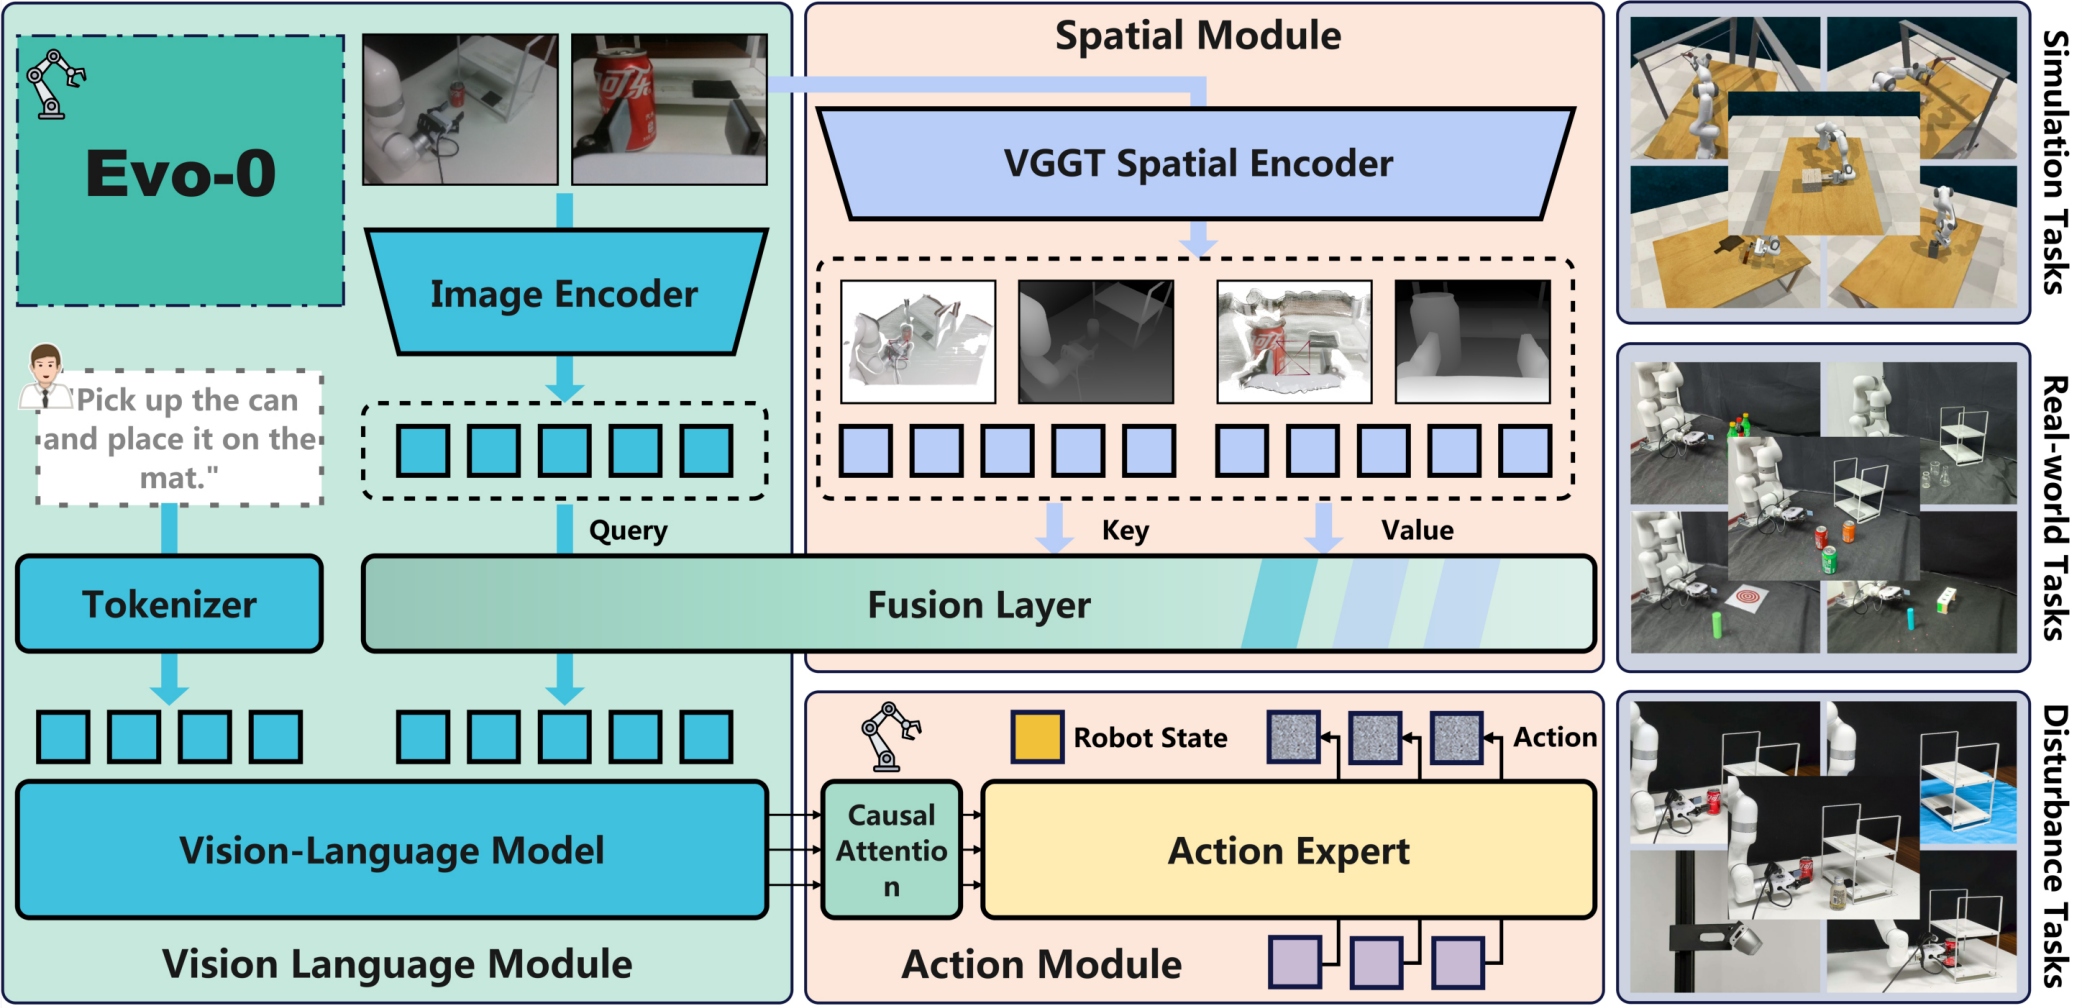 Evo-0
"Pick up the can
and place it on the
mat."
Tokenizer
Image Encoder
Query
Spatial Module
VGGT Spatial Encoder
Key
Value
Fusion Layer
Vision-Language Model
Vision Language Module
Robot State
Action
Causal
Attentio
n
Action Expert
Action Module
Simulation Tasks
Real-world Tasks
Disturbance Tasks
可